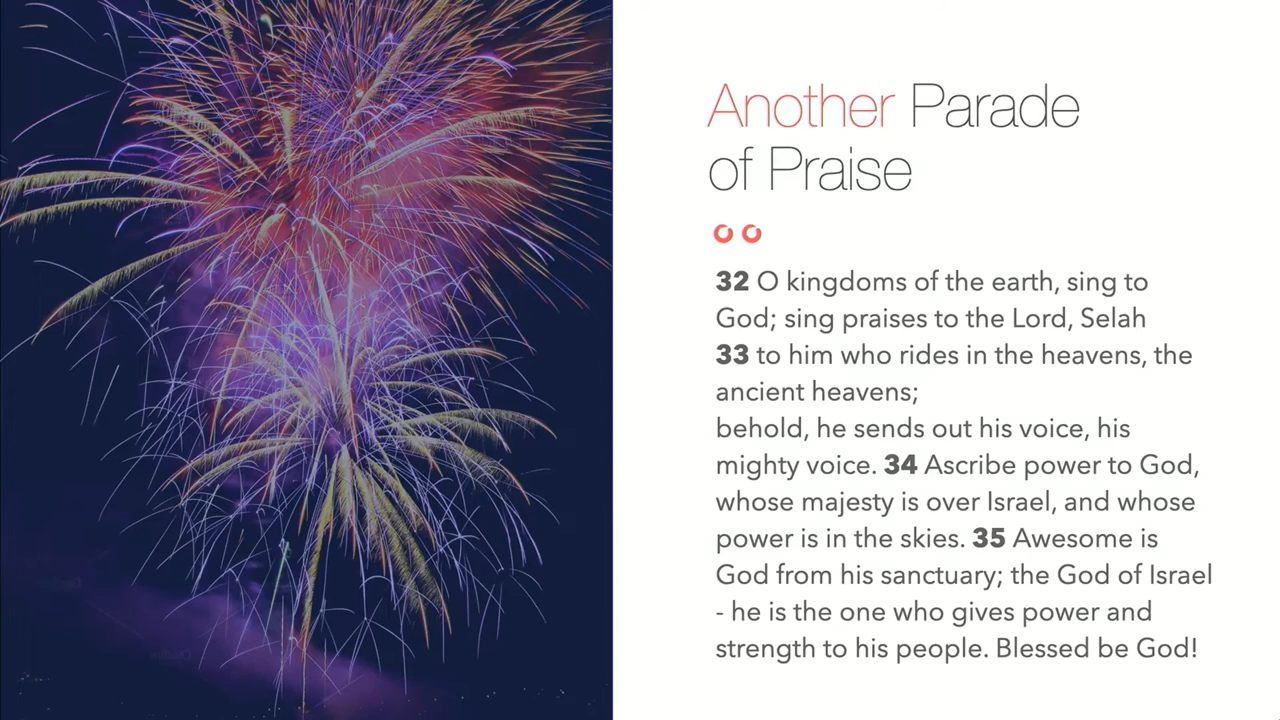 Another Parade
of Praise
32 O kingdoms of the earth, sing to
God; sing praises to the Lord, Selah
33 to him who rides in the heavens, the
ancient heavens;
behold, he sends out his voice, his
mighty voice. 34 Ascribe power to God,
whose majesty is over Israel, and whose
power is in the skies. 35 Awesome is
God from his sanctuary; the God of Israel
- he is the one who gives power and
strength to his people. Blessed be God!